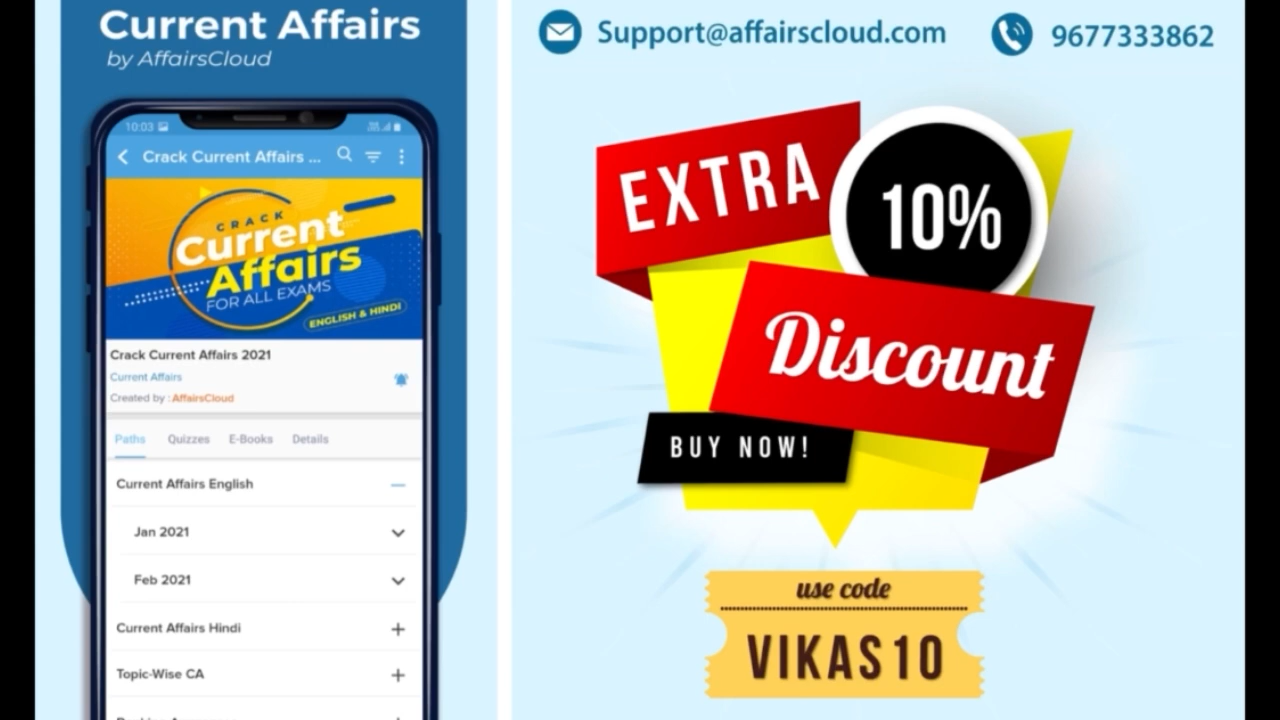 Current Affairs
by AffairsCloud
10:03
Crack Current Affairs ...
CRACK
Current
Affairs
FOR ALL EXAMS
ENGLISH & HINDI
Crack Current Affairs 2021
Current Affairs
Created by : AffairsCloud
Paths Quizzes E-Books Details
Current Affairs English
Jan 2021
Feb 2021
Current Affairs Hindi
Topic-Wise CA
Support@affairscloud.com 9677333862
EXTRA
10%
Discount
BUY NOW!
use code
VIKAS10